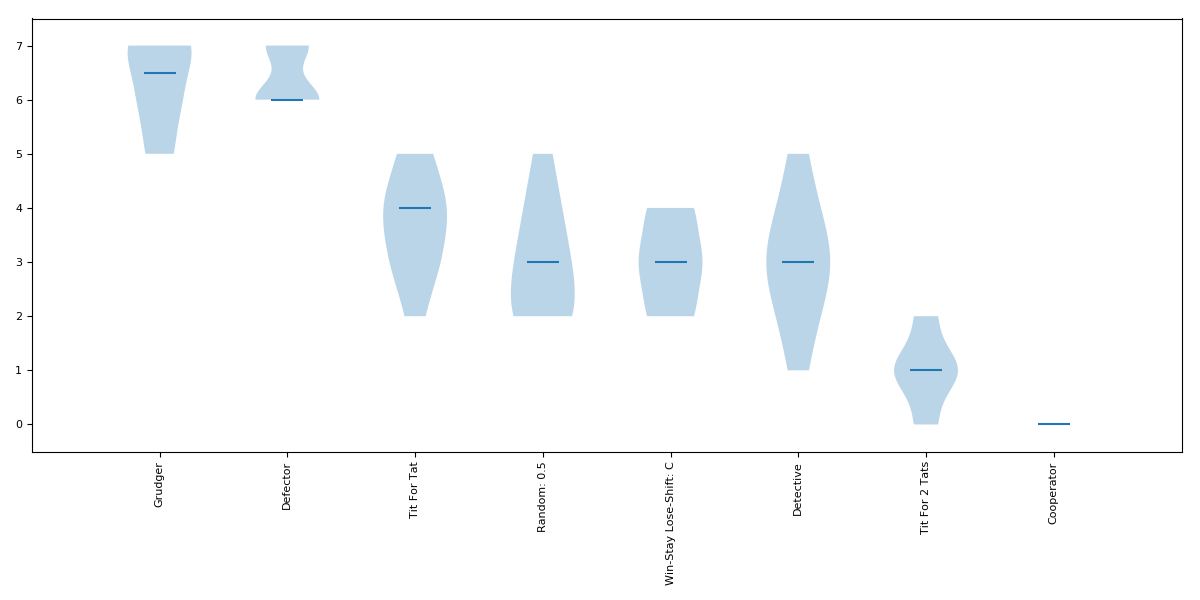 7
6
5
4
3
2
1
0
Grudger
Defector
Tit For Tat
Random: 0.5
Win-Stay Lose-Shift: C
Detective
Tit For 2 Tats
Cooperator